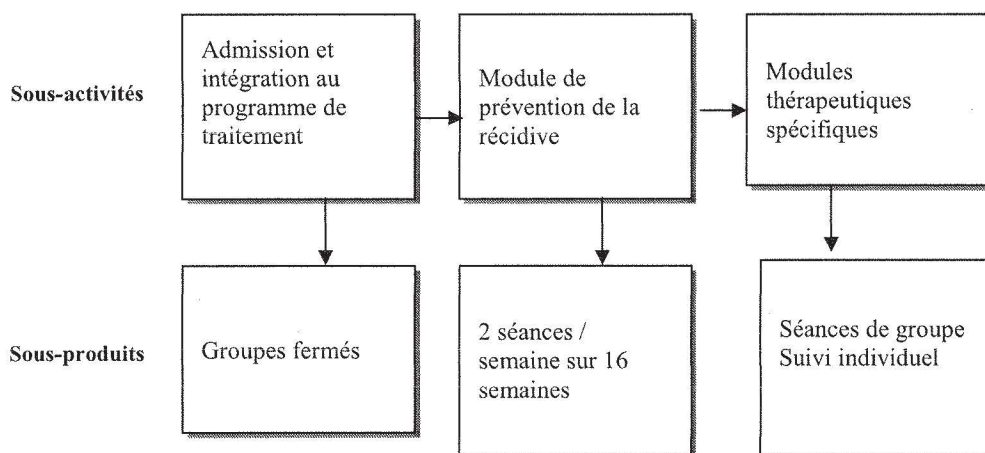 Sous-activités
Admission et
intégration au
programme de
traitement
Module de
prévention de la
récidive
Modules
thérapeutiques
spécifiques
Sous-produits
Groupes fermés
2 séances /
semaine sur 16
semaines
Séances de groupe
Suivi individuel